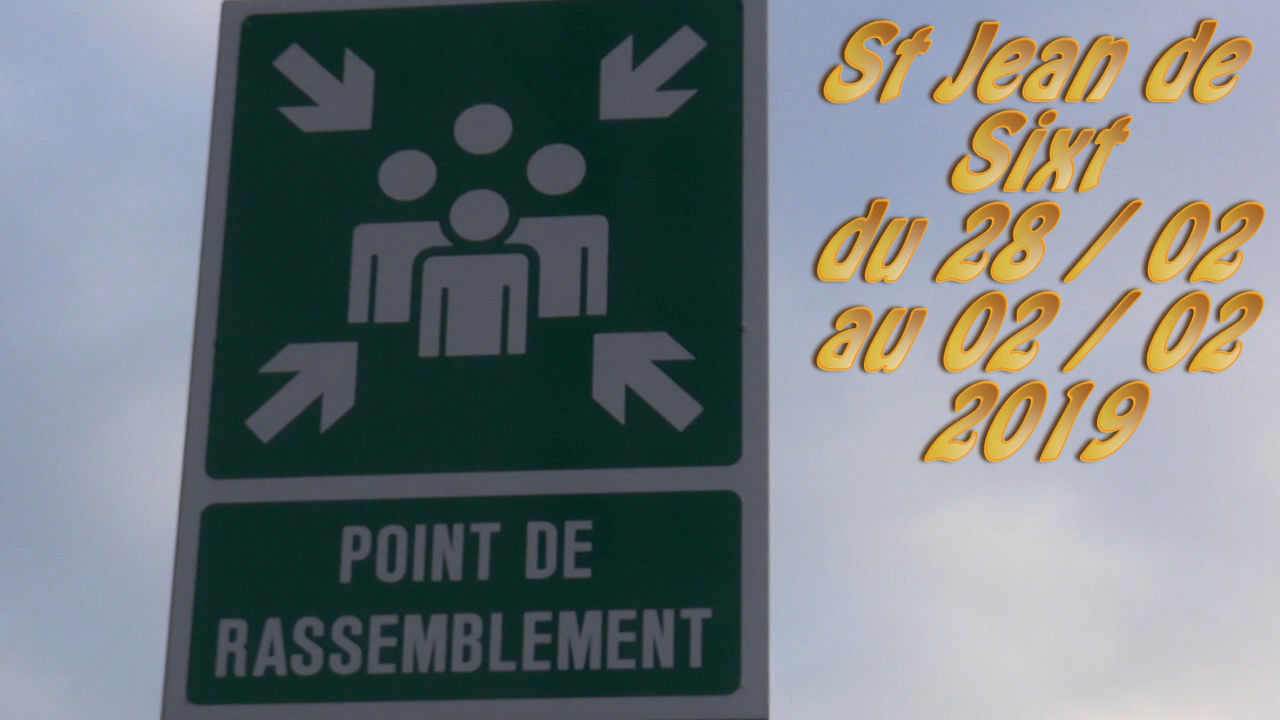 POINT DE
RASSEMBLEMENT
St Jean de
Sixt
du 28 / 02
au 02 / 02
2019